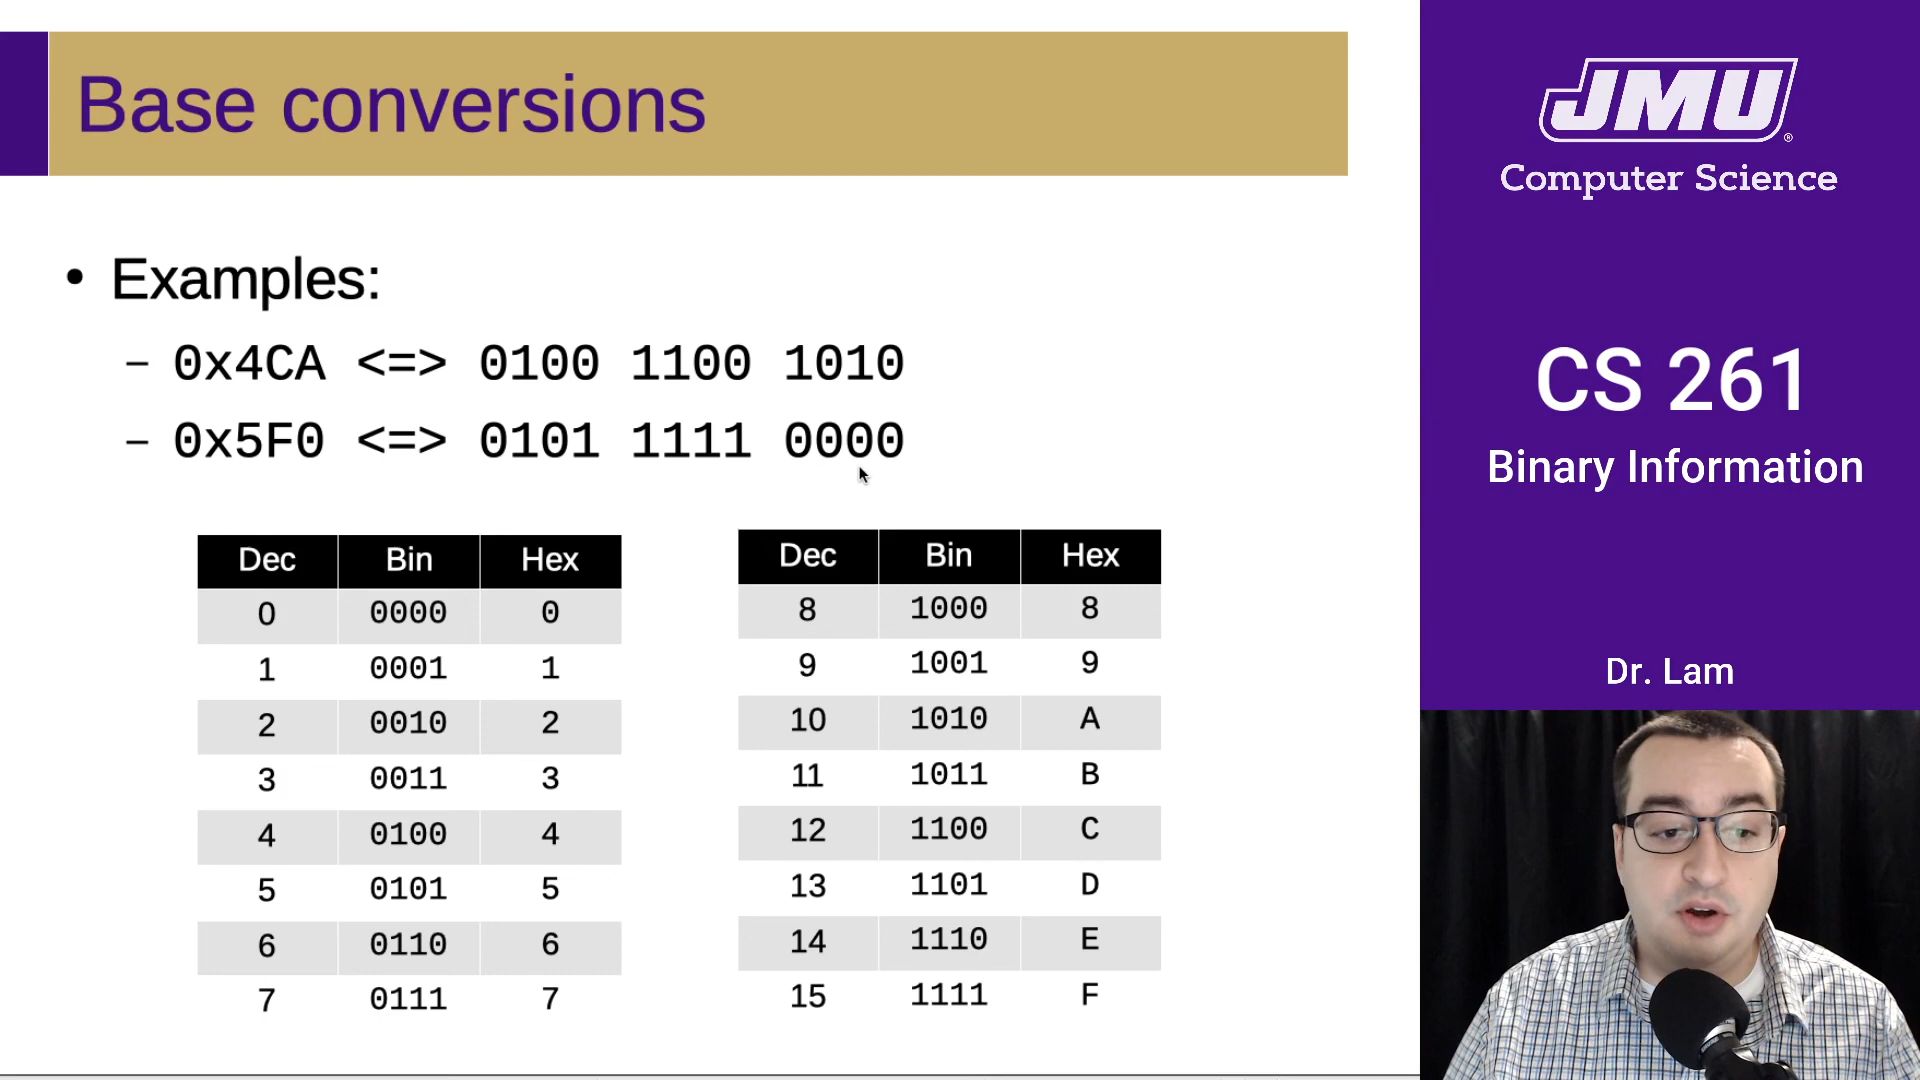 Base conversions
• Examples:
– 0x4CA <=> 0100 1100 1010
– 0x5F0 <=> 0101 1111 0000
Dec Bin Hex
0 0000 0
1 0001 1
2 0010 2
3 0011 3
4 0100 4
5 0101 5
6 0110 6
7 0111 7
Dec Bin Hex
8 1000 8
9 1001 9
10 1010 A
11 1011 B
12 1100 C
13 1101 D
14 1110 E
15 1111 F
JMU®
Computer Science
CS 261
Binary Information
Dr. Lam